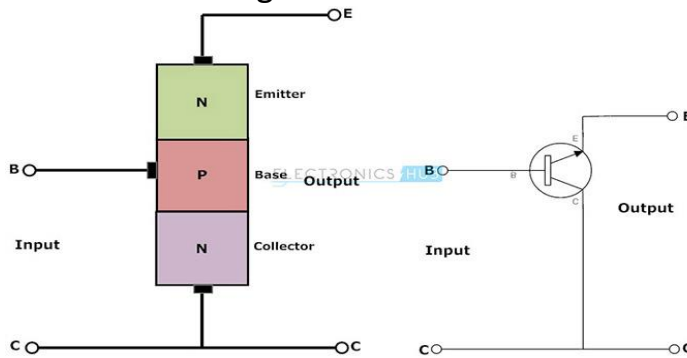 E
N
Emitter
B
P
Base
ELECTRONICS HUB
Output
Input
N
Collector
C
C
E
E
B
B
C
Output
Input
C
C